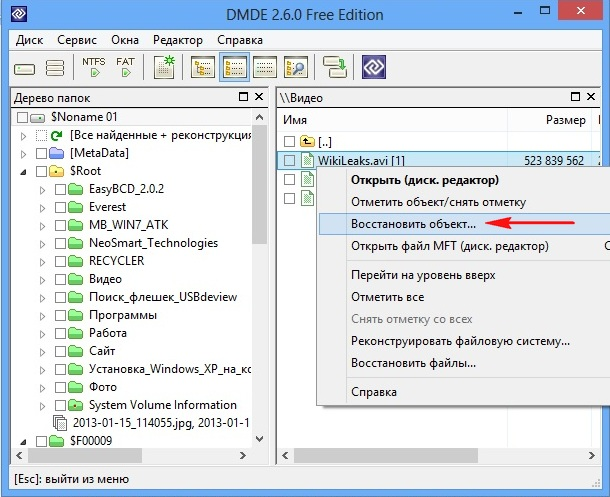 DMDE 2.6.0 Free Edition
Диск Сервис Окна Редактор Справка
NTFS FAT
Дерево папок
$Noname 01
[Все найденные + реконструкция
[MetaData]
$Root
EasyBCD_2.0.2
Everest
MB_WIN7_ATK
NeoSmart_Technologies
RECYCLER
Видео
Поиск_флешек_USBdeview
Программы
Работа
Сайт
Установка_Windows_XP_на_ко
Фото
System Volume Information
2013-01-15_114055.jpg, 2013-01-1
$F00009
\\Видео
Имя Размер
[..]
WikiLeaks.avi [1] 523 839 562
Открыть (диск. редактор)
Отметить объект/снять отметку
Восстановить объект...
Открыть файл MFT (диск. редактор)
Перейти на уровень вверх
Отметить все
Снять отметку со всех
Реконструировать файловую систему...
Восстановить файлы...
Справка
[Esc]: выйти из меню